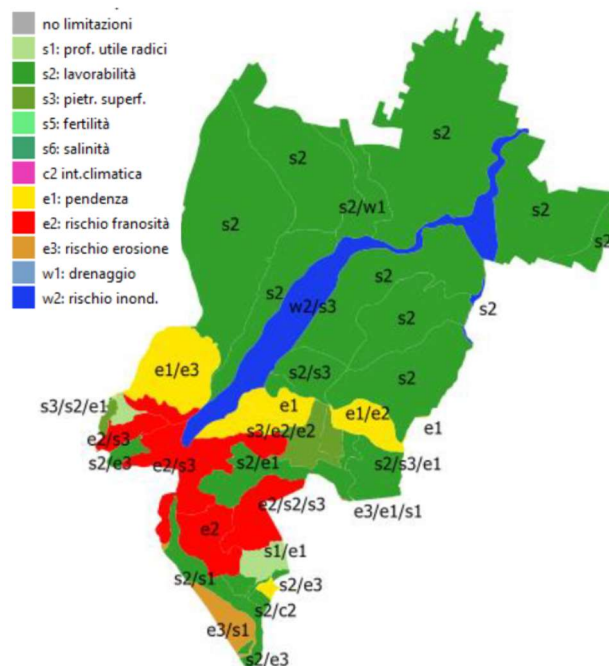 no limitazioni
s1: prof. utile radici
s2: lavorabilità
s3: pietr. superf.
s5: fertilità
s6: salinità
c2 int.climatica
e1: pendenza
e2: rischio franosità
e3: rischio erosione
w1: drenaggio
w2: rischio inond.
s2
s2
s2
s2/w1
s2
s2
s2
s2
s2
w2/s3
s2
s2
s2/s3
s2
e1/e3
e1
e1/e2
e1
s3/s2/e1
s3/e2/e2
e2/s3
s2/e3
e2/s3
s2/e1
s2/s3/e1
e2/s2/s3
e3/e1/s1
e2
s1/e1
s2/s1
s2/e3
s2/c2
e3/s1
s2/e3